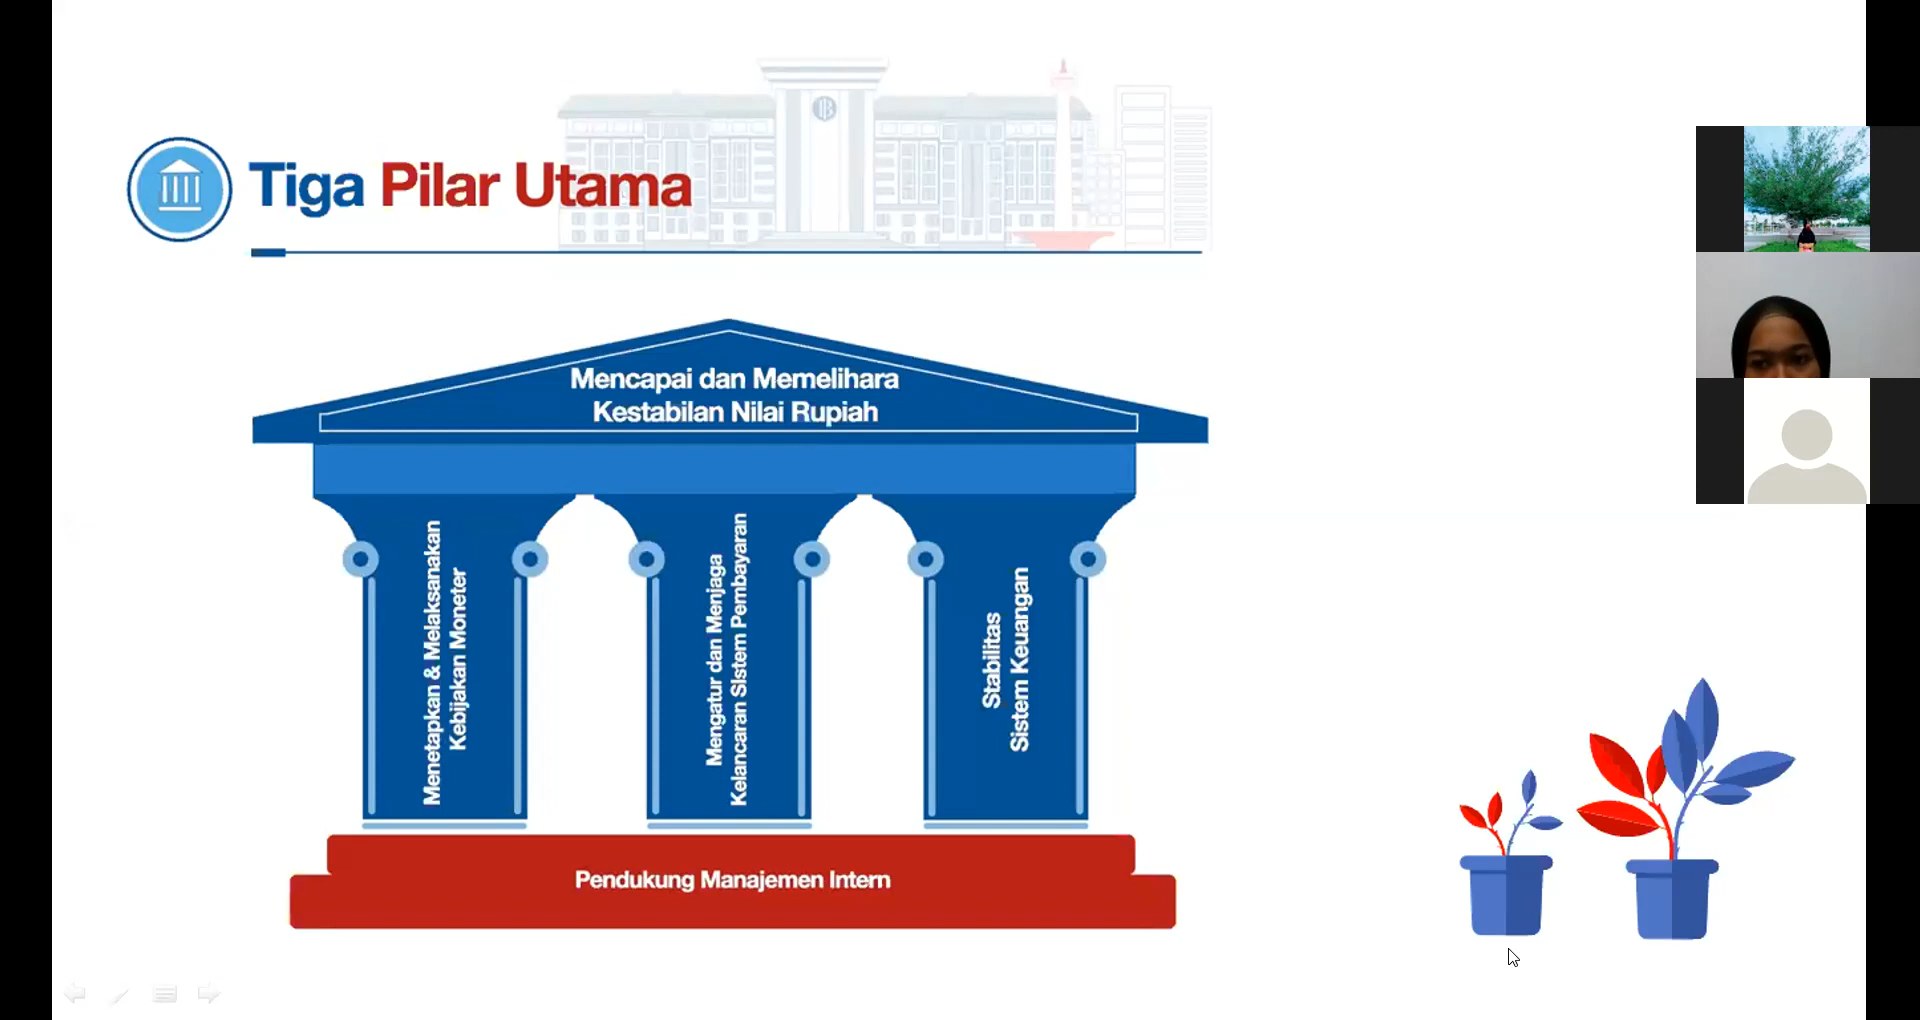 Tiga Pilar Utama
Mencapai dan Memelihara
Kestabilan Nilai Rupiah
Menetapkan & Melaksanakan
Kebijakan Moneter
Mengatur dan Menjaga
Kelancaran SIstem Pembayaran
Stabilitas
Sistem Keuangan
Pendukung Manajemen Intern